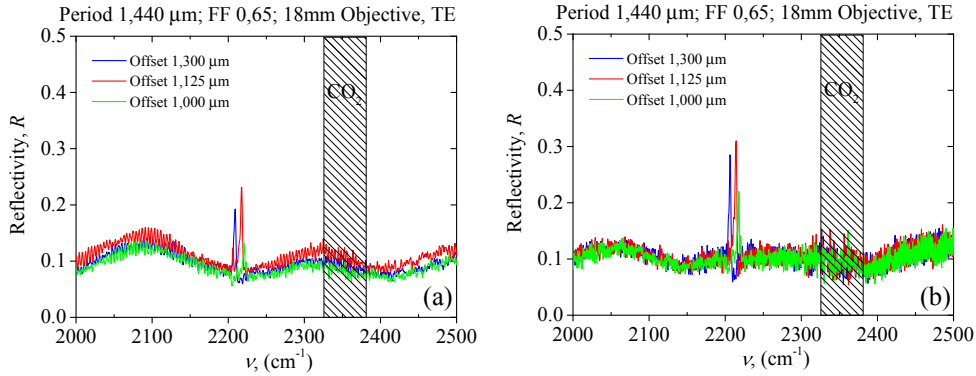 Period 1,440 μm; FF 0,65; 18mm Objective, TE
0.5
0.4
0.3
0.2
0.1
0.0
Reflectivity, R
Offset 1,300 μm
Offset 1,125 μm
Offset 1,000 μm
CO2
(a)
2000 2100 2200 2300 2400 2500
ν, (cm-1)
Period 1,440 μm; FF 0,65; 18mm Objective, TE
0.5
0.4
0.3
0.2
0.1
0.0
Reflectivity, R
Offset 1,300 μm
Offset 1,125 μm
Offset 1,000 μm
CO2
(b)
2000 2100 2200 2300 2400 2500
ν, (cm-1)